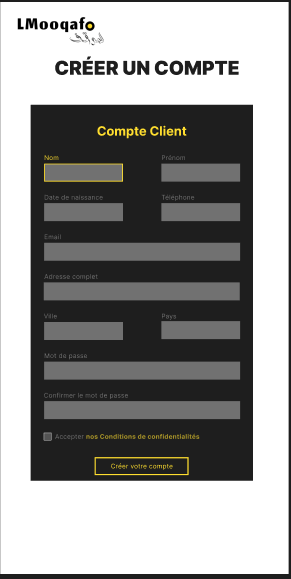 LMooqafo
CRÉER UN COMPTE
Compte Client
Nom Prénom
Date de naissance Téléphone
Email
Adresse complet
Ville Pays
Mot de passe
Confirmer le mot de passe
Accepter nos Conditions de confidentialités
Créer votre compte